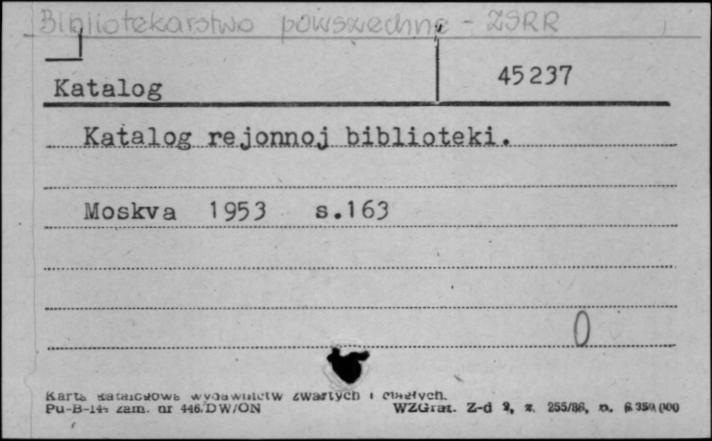 Bibliotekarstwo powszechne - ZSRR
Katalog 45237
Katalog rejonnoj biblioteki.
Moskva 1953 s.163
0
Karta katalogowa wydawnictw zwartych i ciągłych.
Pu-B-144 zam. nr 446/DW/ON WZGraf. Z-d 2, z. 255/86, n.